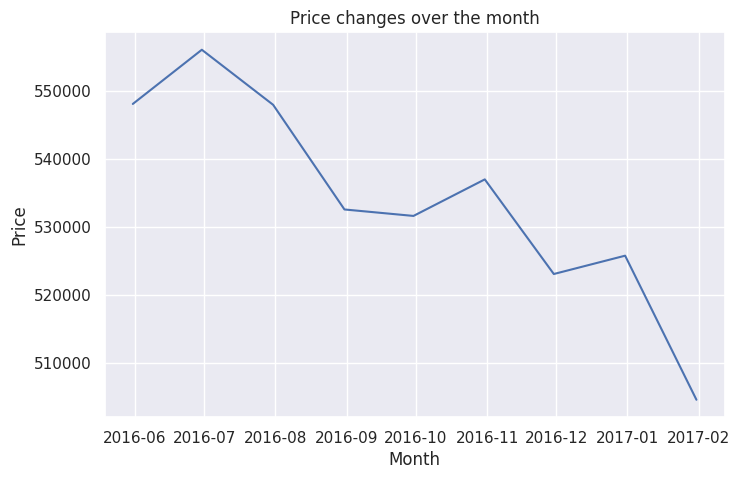 Price changes over the month
Price
550000
540000
530000
520000
510000
2016-06 2016-07 2016-08 2016-09 2016-10 2016-11 2016-12 2017-01 2017-02
Month